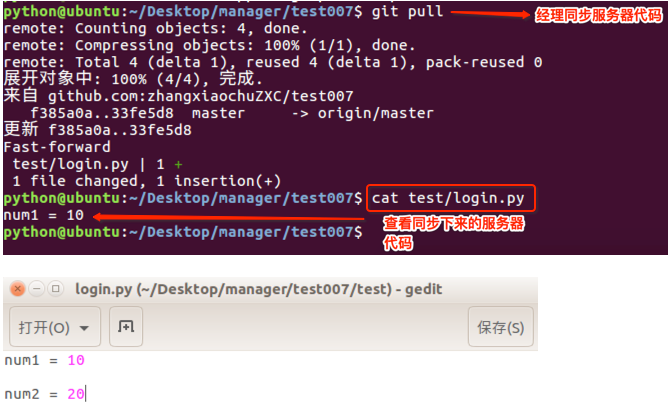 python@ubuntu:~/Desktop/manager/test007$ git pull
经理同步服务器代码
remote: Counting objects: 4, done.
remote: Compressing objects: 100% (1/1), done.
remote: Total 4 (delta 1), reused 4 (delta 1), pack-reused 0
展开对象中: 100% (4/4), 完成.
来自 github.com:zhangxiaochuZXC/test007
   f385a0a..33fe5d8  master     -> origin/master
更新 f385a0a..33fe5d8
Fast-forward
 test/login.py | 1 +
 1 file changed, 1 insertion(+)
python@ubuntu:~/Desktop/manager/test007$ cat test/login.py
num1 = 10
查看同步下来的服务器
代码
python@ubuntu:~/Desktop/manager/test007$
login.py (~/Desktop/manager/test007/test) - gedit
打开(O)
保存(S)
num1 = 10
num2 = 20